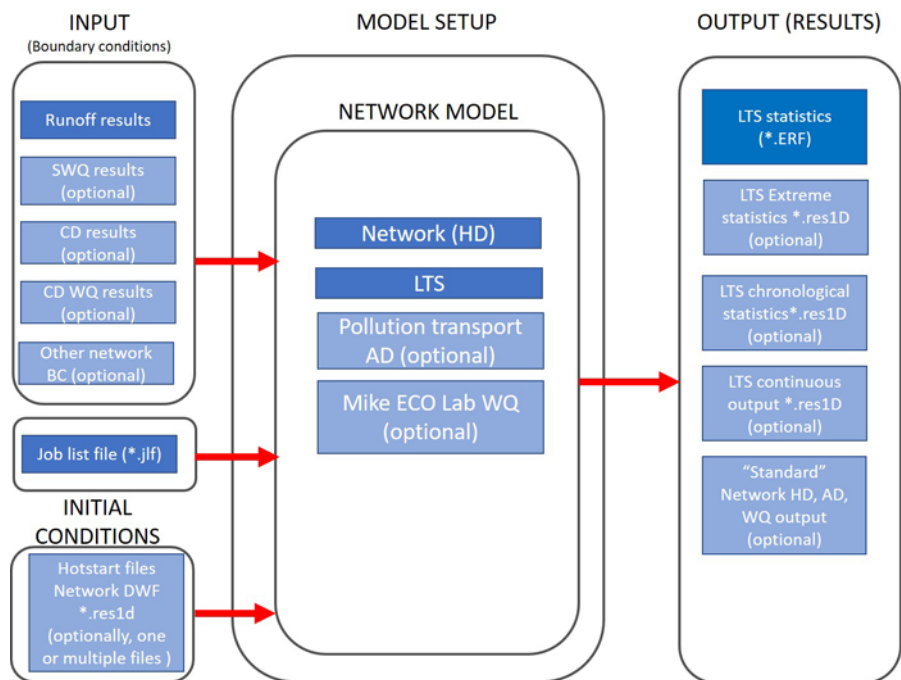 INPUT
(Boundary conditions)
Runoff results
SWQ results
(optional)
CD results
(optional)
CD WQ results
(optional)
Other network
BC (optional)
Job list file (*.jlf)
INITIAL
CONDITIONS
Hotstart files
Network DWF
*.res1d
(optionally, one
or multiple files )
MODEL SETUP
NETWORK MODEL
Network (HD)
LTS
Pollution transport
AD (optional)
Mike ECO Lab WQ
(optional)
OUTPUT (RESULTS)
LTS statistics
(*.ERF)
LTS Extreme
statistics *.res1D
(optional)
LTS chronological
statistics*.res1D
(optional)
LTS continuous
output *.res1D
(optional)
“Standard”
Network HD, AD,
WQ output
(optional)